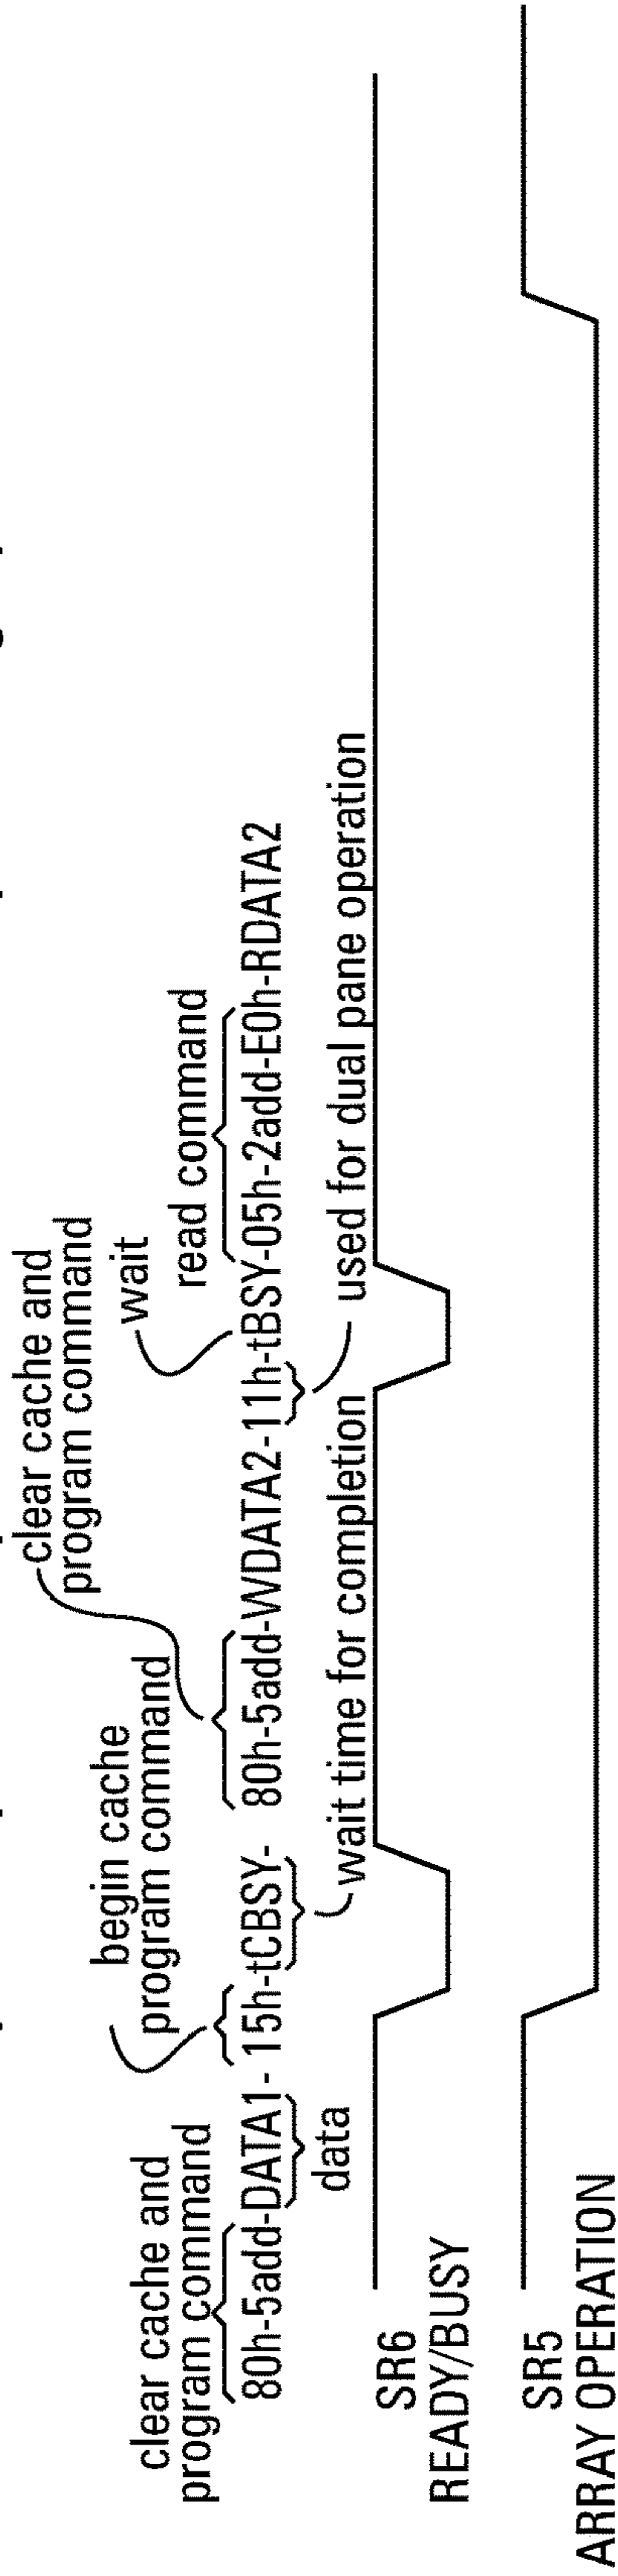 clear cache and
program command
begin cache
program command
clear cache and
program command
wait
read command
80h-5add-DATA1- 15h-tCBSY- 80h-5add-WDATA2-11h-tBSY-05h-2add-E0h-RDATA2
data
wait time for completion
used for dual pane operation
SR6
READY/BUSY
SR5
ARRAY OPERATION